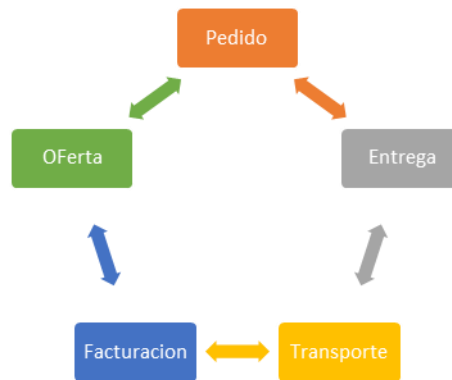 Pedido
OFerta
Entrega
Facturacion
Transporte